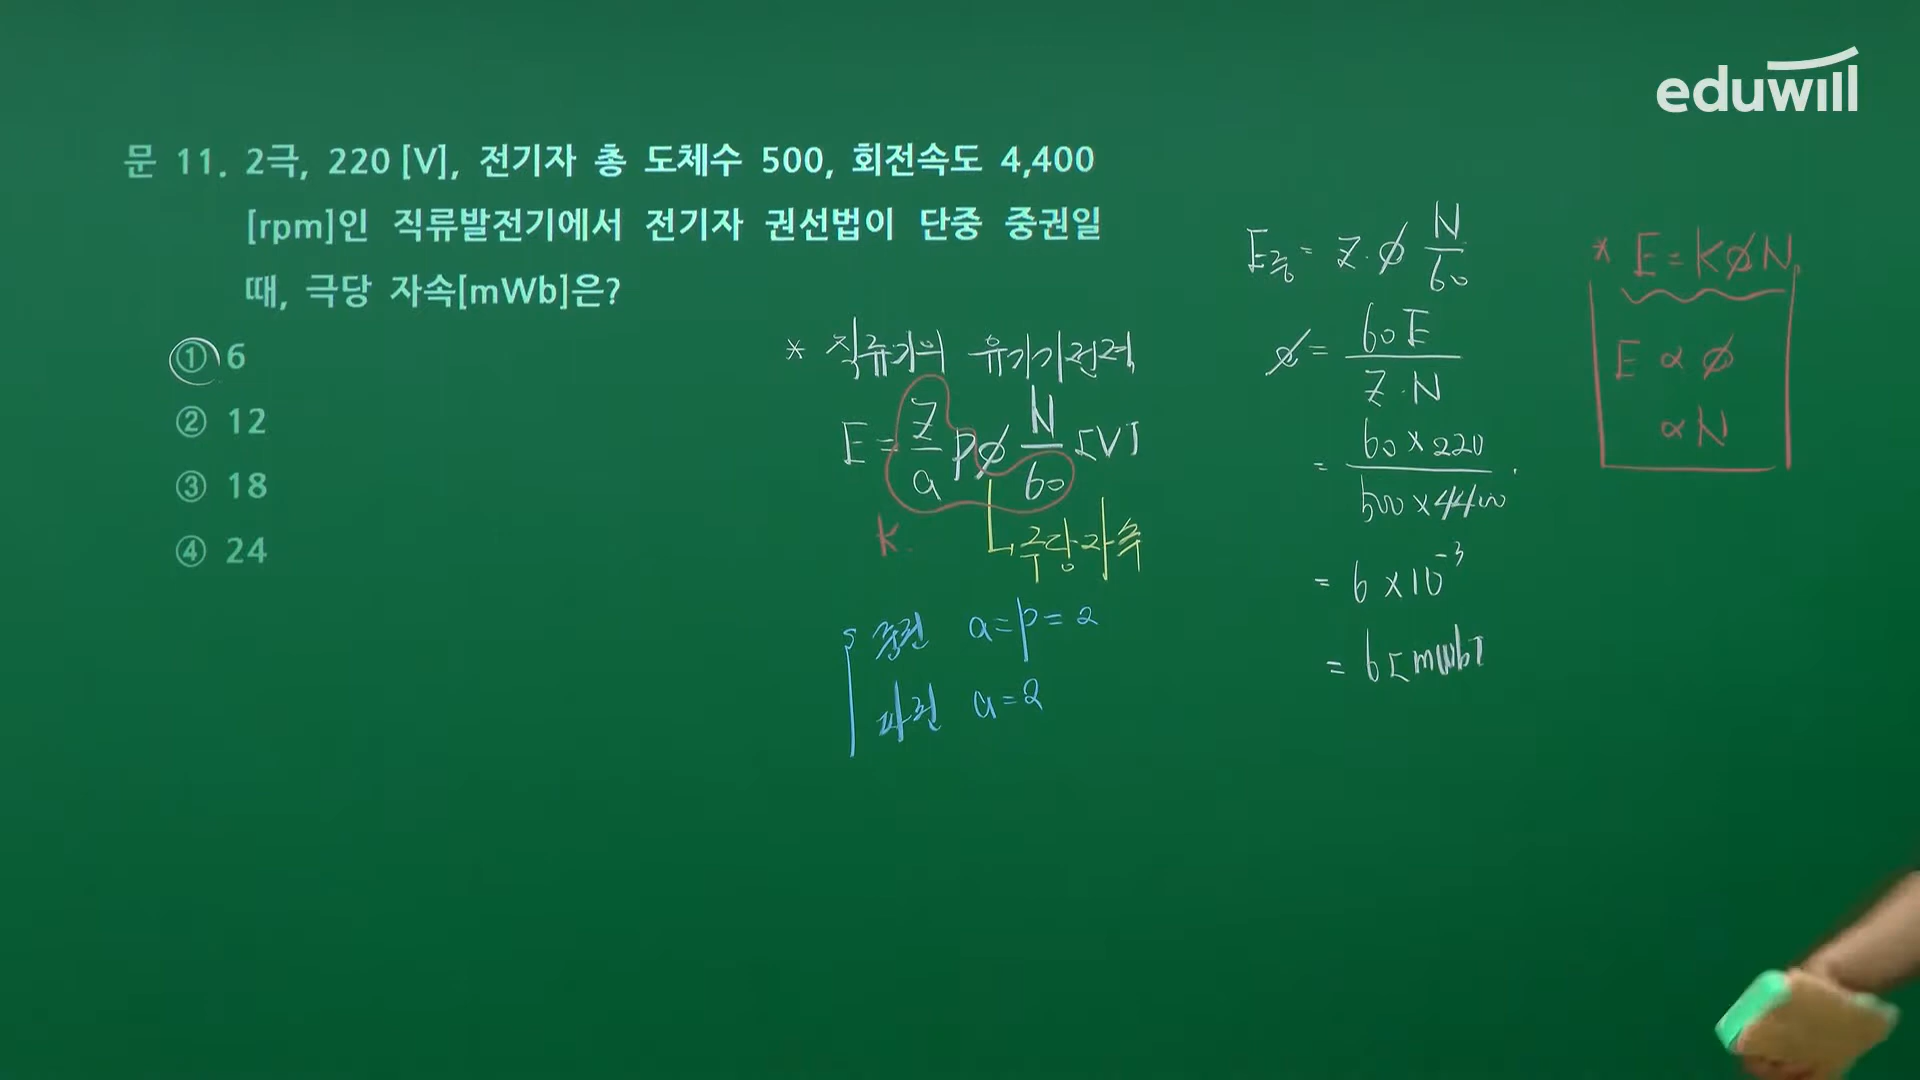 eduwill
문 11. 2극, 220 [V], 전기자 총 도체수 500, 회전속도 4,400
[rpm]인 직류발전기에서 전기자 권선법이 단중 중권일
때, 극당 자속[mWb]은?
① 6
② 12
③ 18
④ 24
* 직류기의 유기기전력
E = Z/a pϕ N/60 [V]
K.
극당자속
중권 a=p=2
파권 a=2
E중 = Z·ϕ N/60
ϕ = 60E/Z·N
= 60×220/500×4400
= 6×10⁻³
= 6[mWb]
* E=KϕN
E ∝ ϕ
∝ N